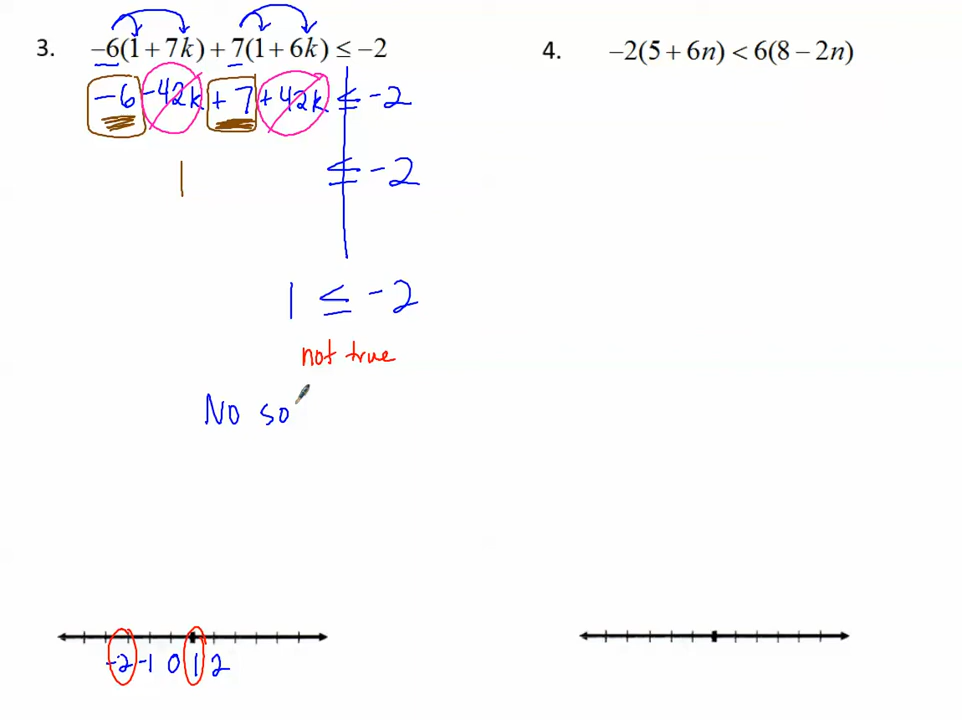 3. −6(1 + 7k) + 7(1 + 6k) ≤ −2
-6 -42k +7 +42k ≤ -2
1 ≤ -2
1 ≤ -2
not true
No so
-2 -1 0 1 2
4. −2(5 + 6n) < 6(8 − 2n)